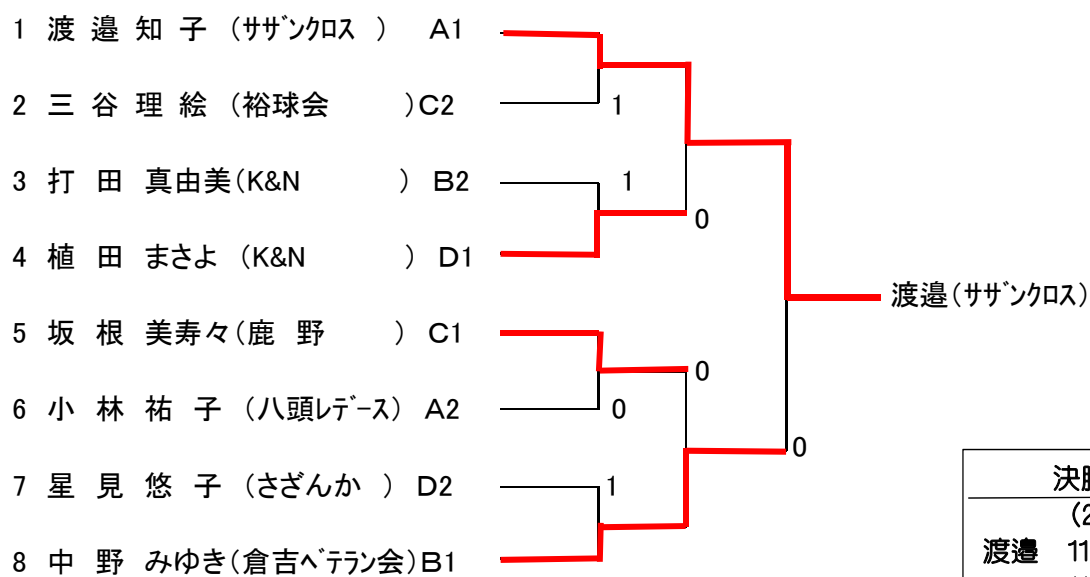 1 渡 邉 知 子 (サザンクロス ) A1
2 三 谷 理 絵 (裕球会 )C2
1
3 打 田 真由美(K&N ) B2
1
0
4 植 田 まさよ (K&N ) D1
渡邉(サザンクロス)
5 坂 根 美寿々(鹿 野 ) C1
0
6 小 林 祐 子 (八頭レデース) A2
0
0
7 星 見 悠 子 (さざんか ) D2
1
8 中 野 みゆき(倉吉ベテラン会)B1
決勝
(2
渡邉 11